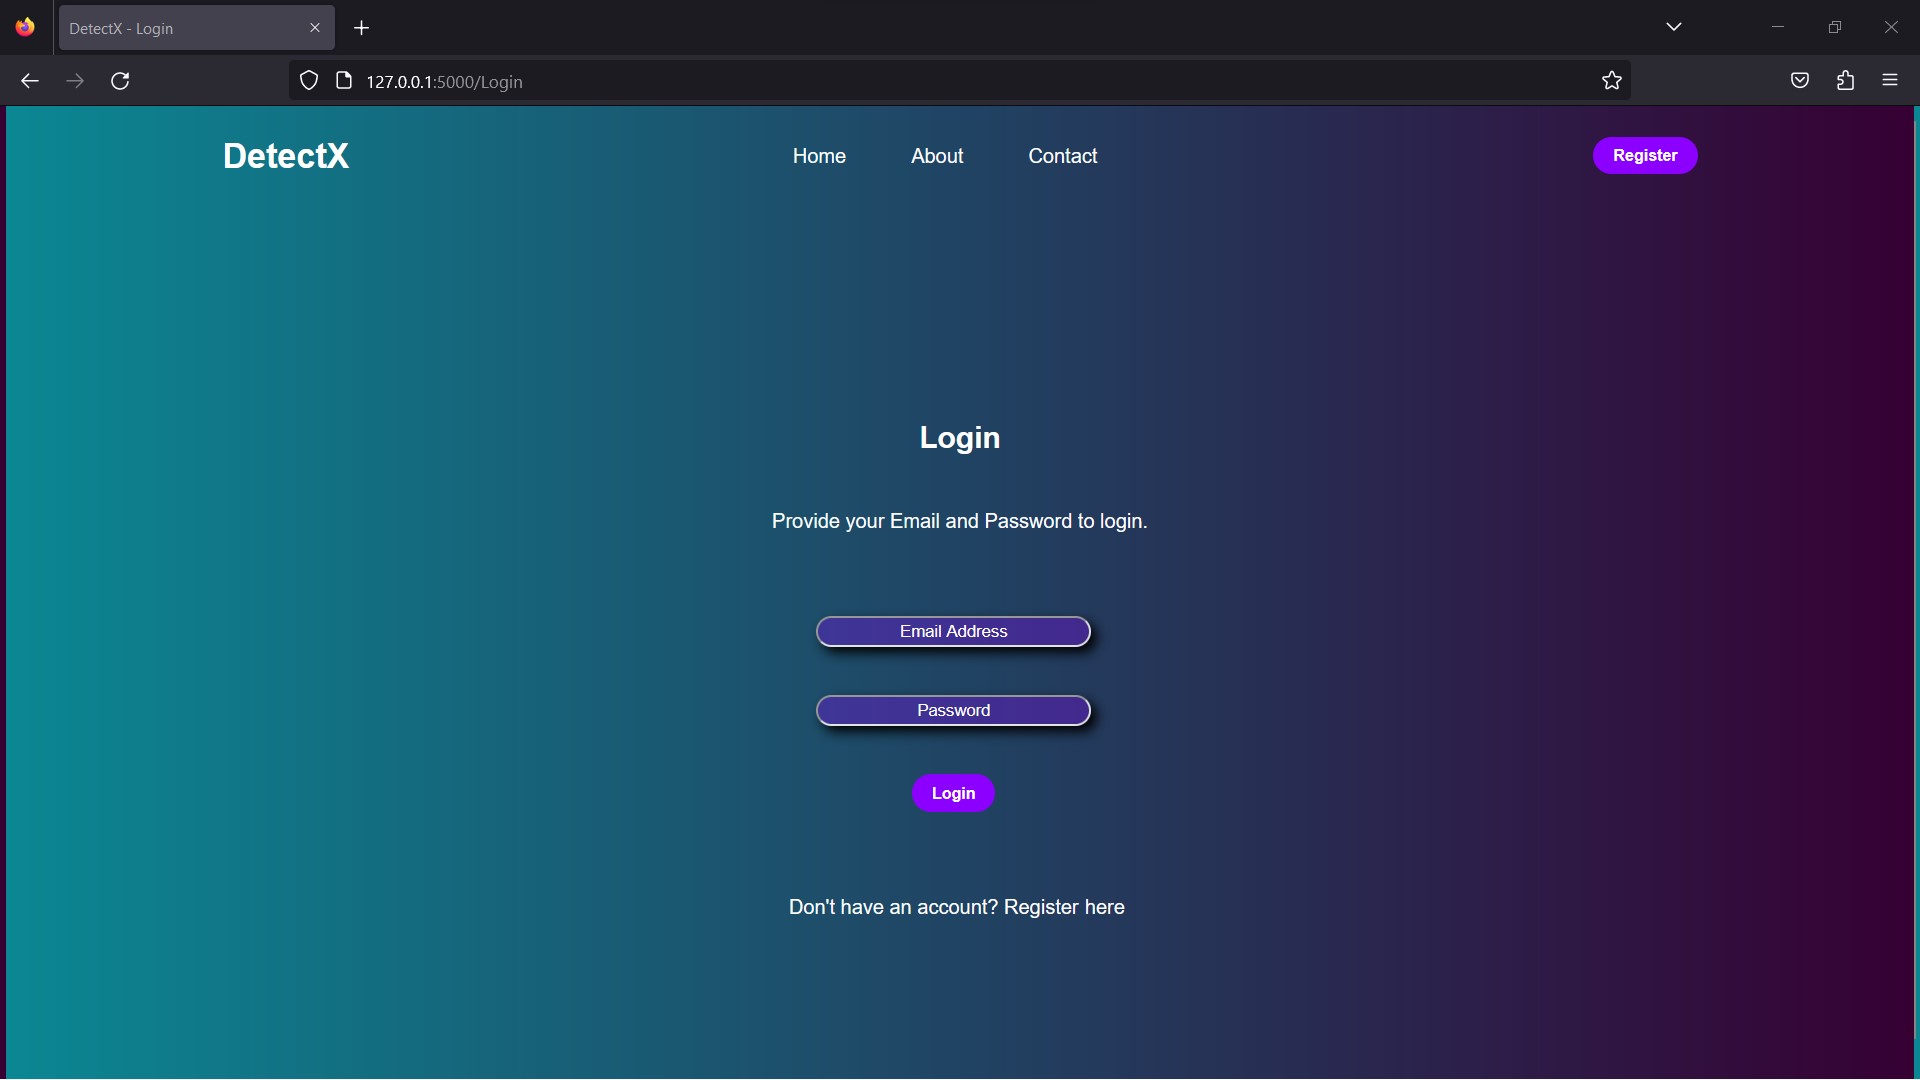 DetectX - Login
127.0.0.1:5000/Login
DetectX
Home About Contact
Register
Login
Provide your Email and Password to login.
Email Address
Password
Login
Don't have an account? Register here